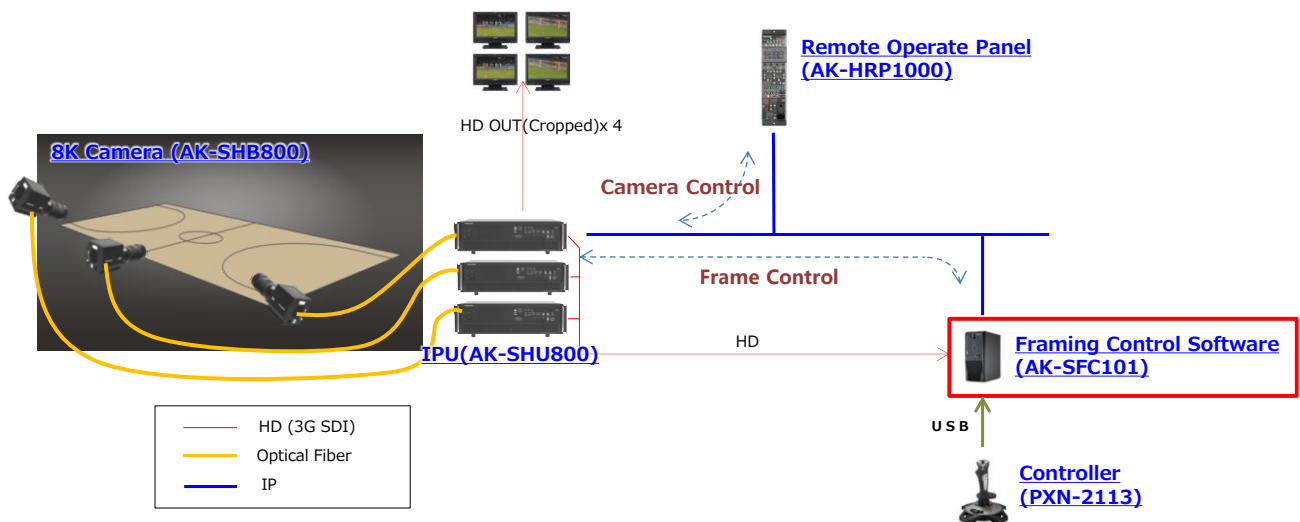 Remote Operate Panel
(AK-HRP1000)
HD OUT(Cropped)x 4
8K Camera (AK-SHB800)
Camera Control
Frame Control
IPU(AK-SHU800)
HD
Framing Control Software
(AK-SFC101)
USB
HD (3G SDI)
Optical Fiber
IP
Controller
(PXN-2113)